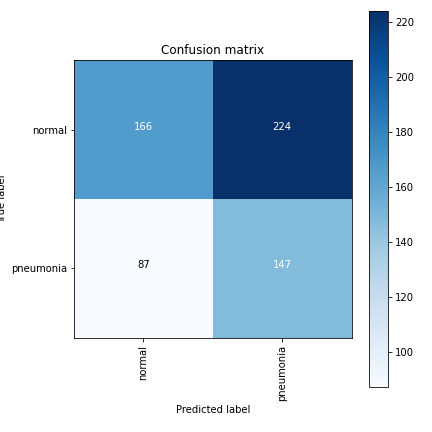 Confusion matrix
normal
166
224
pneumonia
87
147
normal
pneumonia
Predicted label
label
220
200
180
160
140
120
100